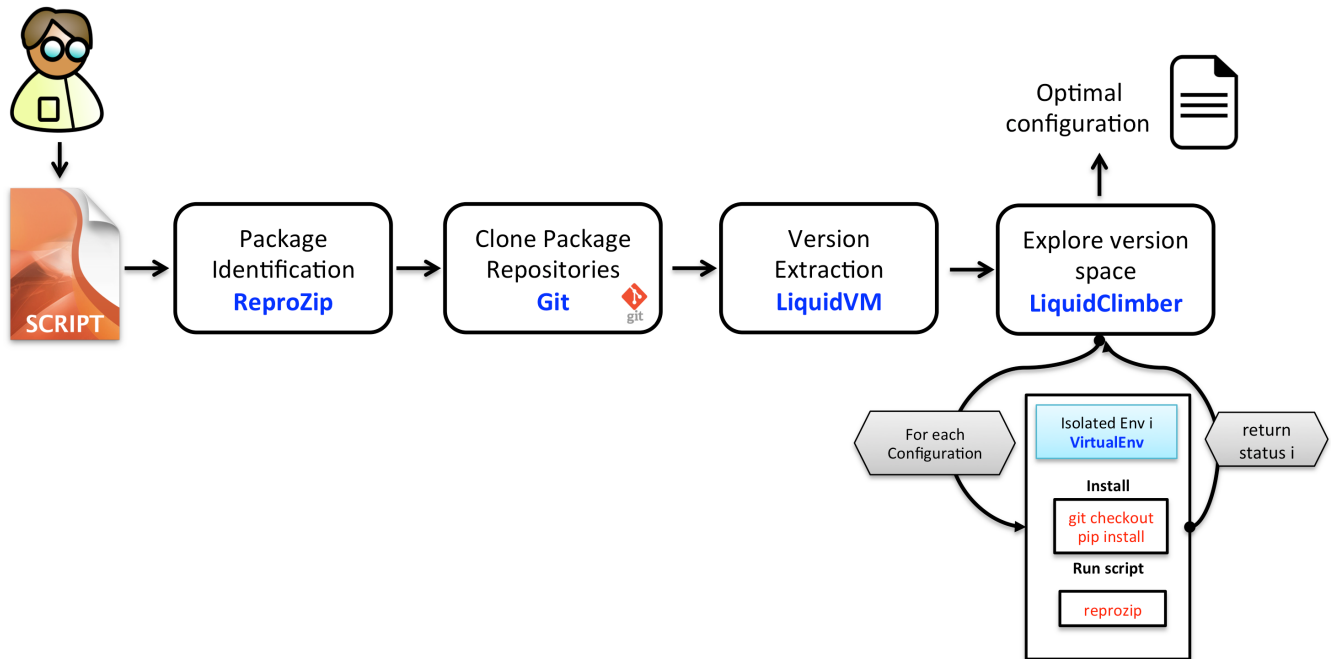 Optimal
configuration
SCRIPT
Package
Identification
ReproZip
Clone Package
Repositories
Git
git
Version
Extraction
LiquidVM
Explore version
space
LiquidClimber
For each
Configuration
Isolated Env i
VirtualEnv
Install
git checkout
pip install
Run script
reprozip
return
status i